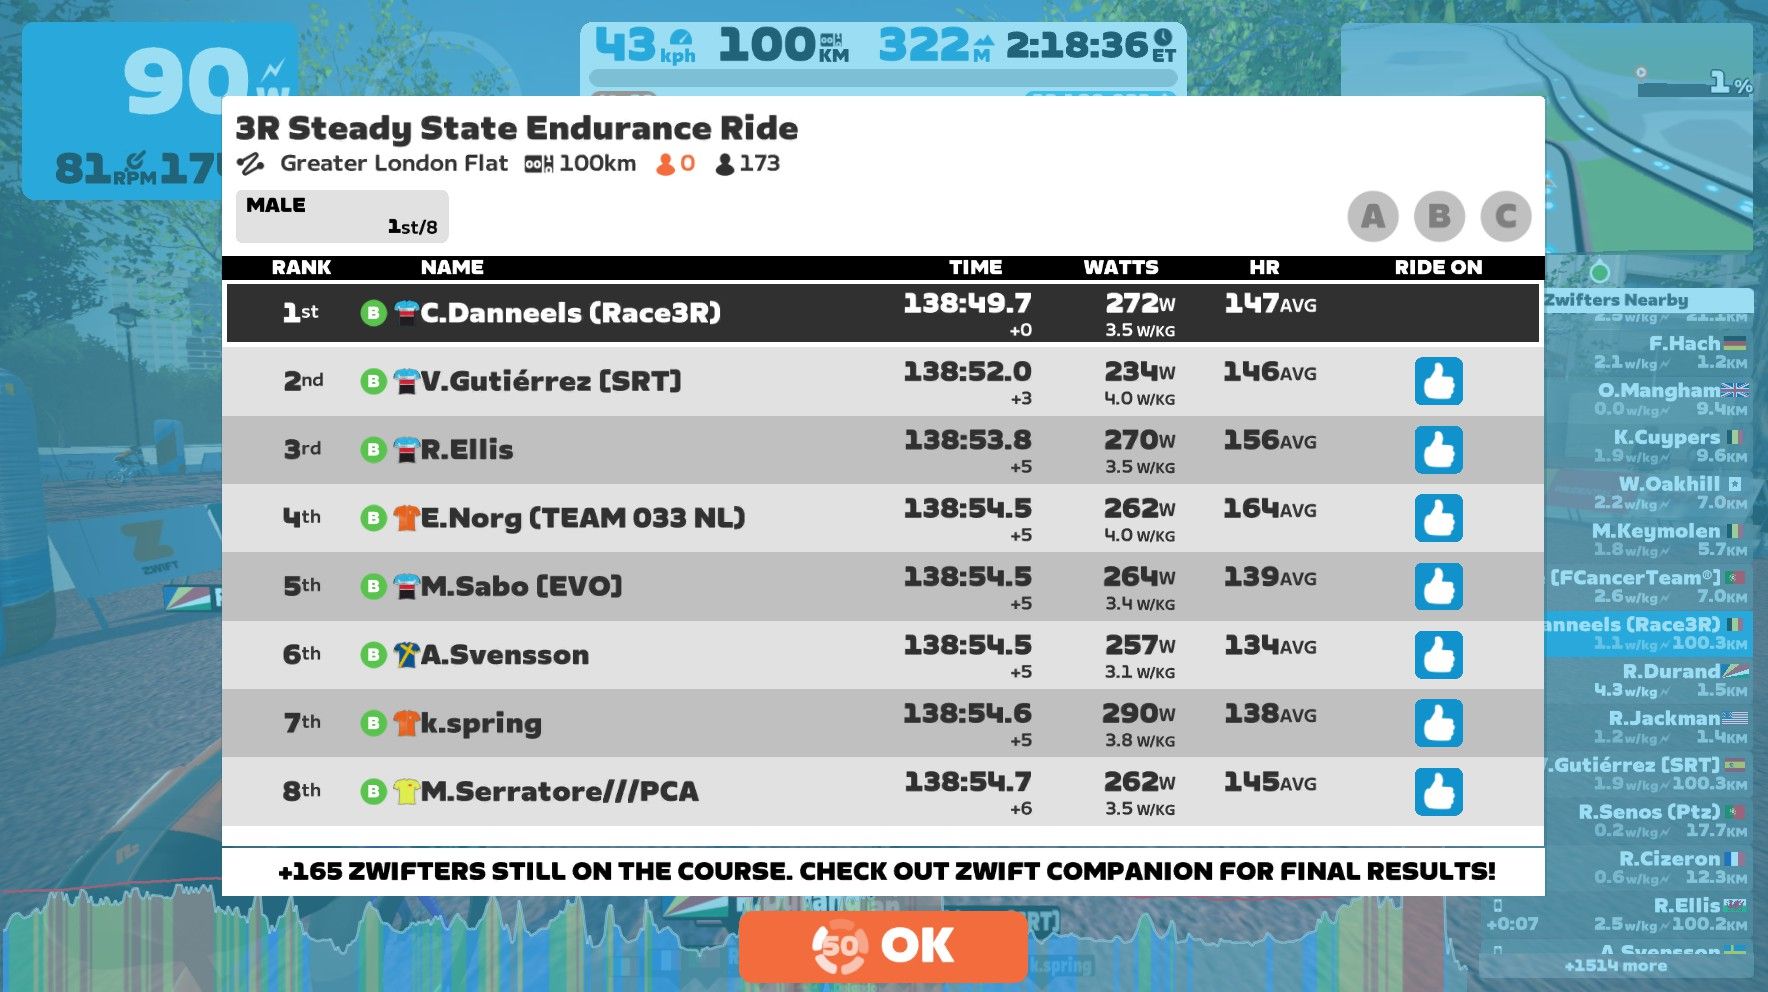 90 W
81 RPM 17
43 kph 100 KM 322 M 2:18:36 ET
1 %
3R Steady State Endurance Ride
Greater London Flat 100km 0 173
MALE
1st/8
A B C
RANK NAME TIME WATTS HR RIDE ON
1st B C.Danneels (Race3R) 138:49.7 272W 147AVG
+0 3.5 W/KG
2nd B V.Gutiérrez [SRT] 138:52.0 234W 146AVG
+3 4.0 W/KG
3rd B R.Ellis 138:53.8 270W 156AVG
+5 3.5 W/KG
4th B E.Norg (TEAM 033 NL) 138:54.5 262W 164AVG
+5 4.0 W/KG
5th B M.Sabo [EVO] 138:54.5 264W 139AVG
+5 3.4 W/KG
6th B A.Svensson 138:54.5 257W 134AVG
+5 3.1 W/KG
7th B k.spring 138:54.6 290W 138AVG
+5 3.8 W/KG
8th B M.Serratore///PCA 138:54.7 262W 145AVG
+6 3.5 W/KG
+165 ZWIFTERS STILL ON THE COURSE. CHECK OUT ZWIFT COMPANION FOR FINAL RESULTS!
50 OK
Zwifters Nearby
2.5w/kg 21.1KM
F.Hach
2.1w/kg 1.2KM
O.Mangham
0.0w/kg 9.4KM
K.Cuypers
1.9w/kg 9.6KM
W.Oakhill
2.2w/kg 7.0KM
M.Keymolen
1.8w/kg 5.7KM
[FCancerTeam®]
2.6w/kg 7.0KM
anneels (Race3R)
1.1w/kg 100.3KM
R.Durand
4.3w/kg 1.5KM
R.Jackman
1.2w/kg 1.4KM
.Gutiérrez [SRT]
1.9w/kg 100.3KM
R.Senos (Ptz)
0.2w/kg 17.7KM
R.Cizeron
0.6w/kg 12.3KM
R.Ellis
+0:07 2.5w/kg 100.2KM
A.Svensson
+1514 more
ZWIFT
R.Durand
SRT]
k.spring